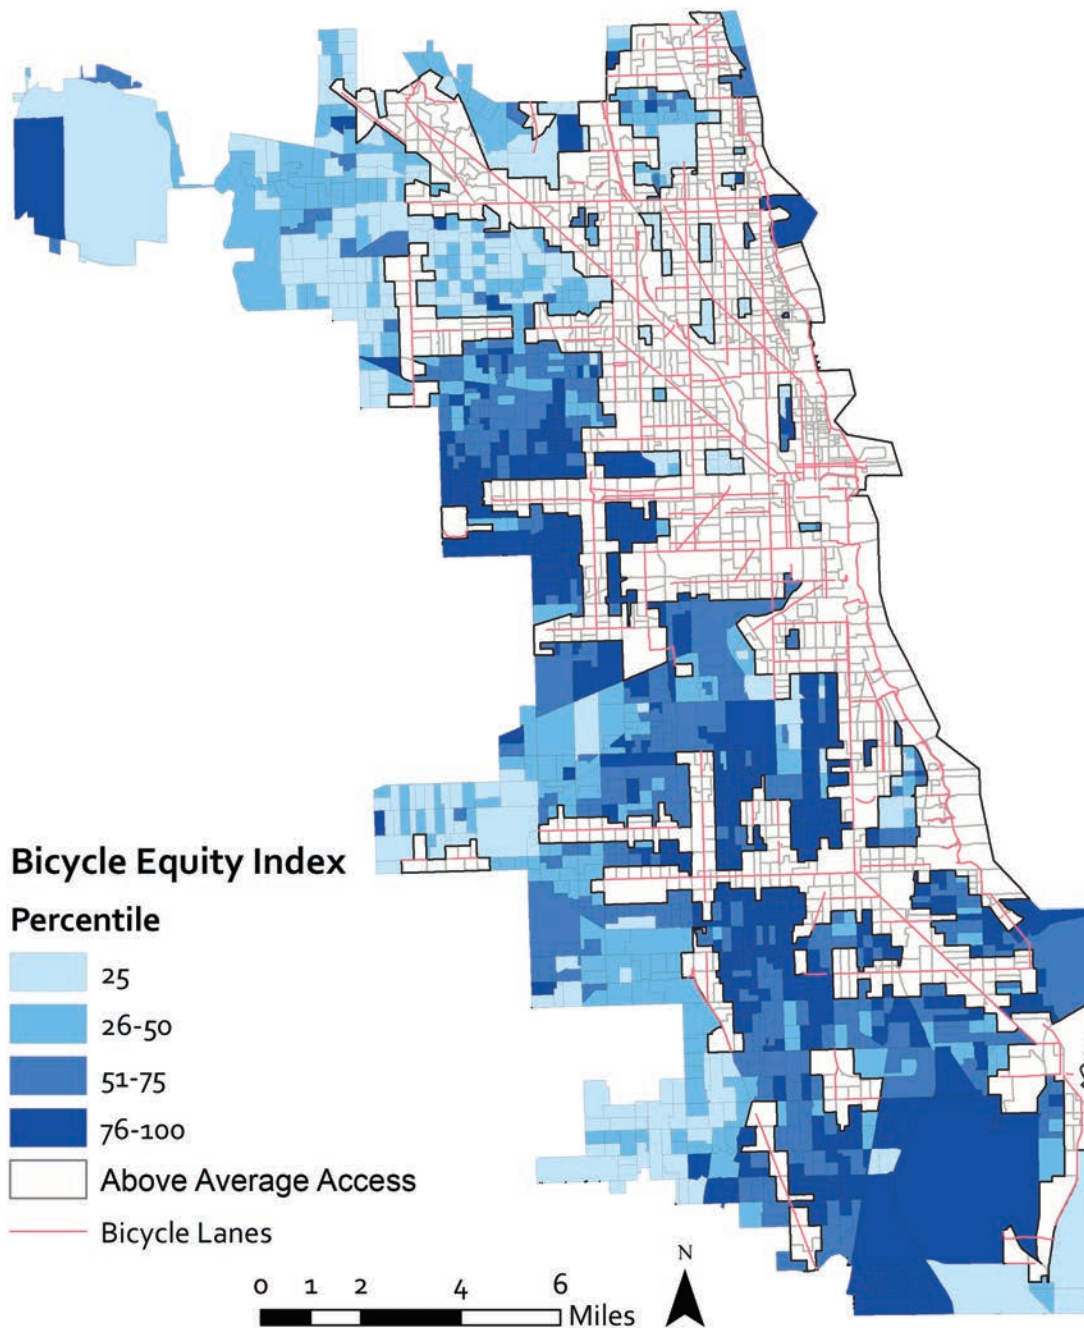 Bicycle Equity Index
Percentile
25
26-50
51-75
76-100
Above Average Access
Bicycle Lanes
N
0 1 2 4 6
Miles